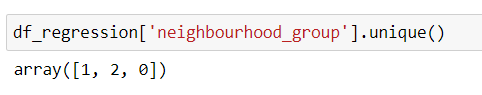 df_regression['neighbourhood_group'].unique()
array([1, 2, 0])